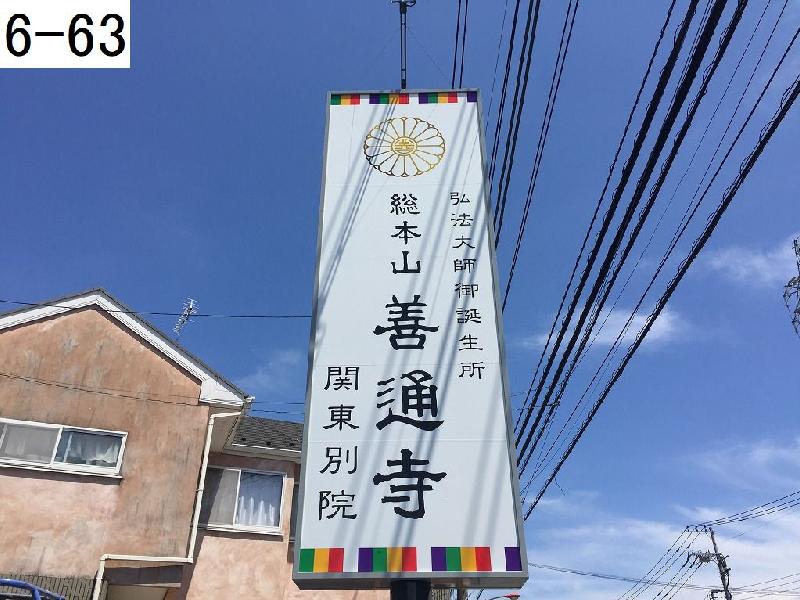 6-63
弘法大師御誕生所
総本山 善通寺
関東別院